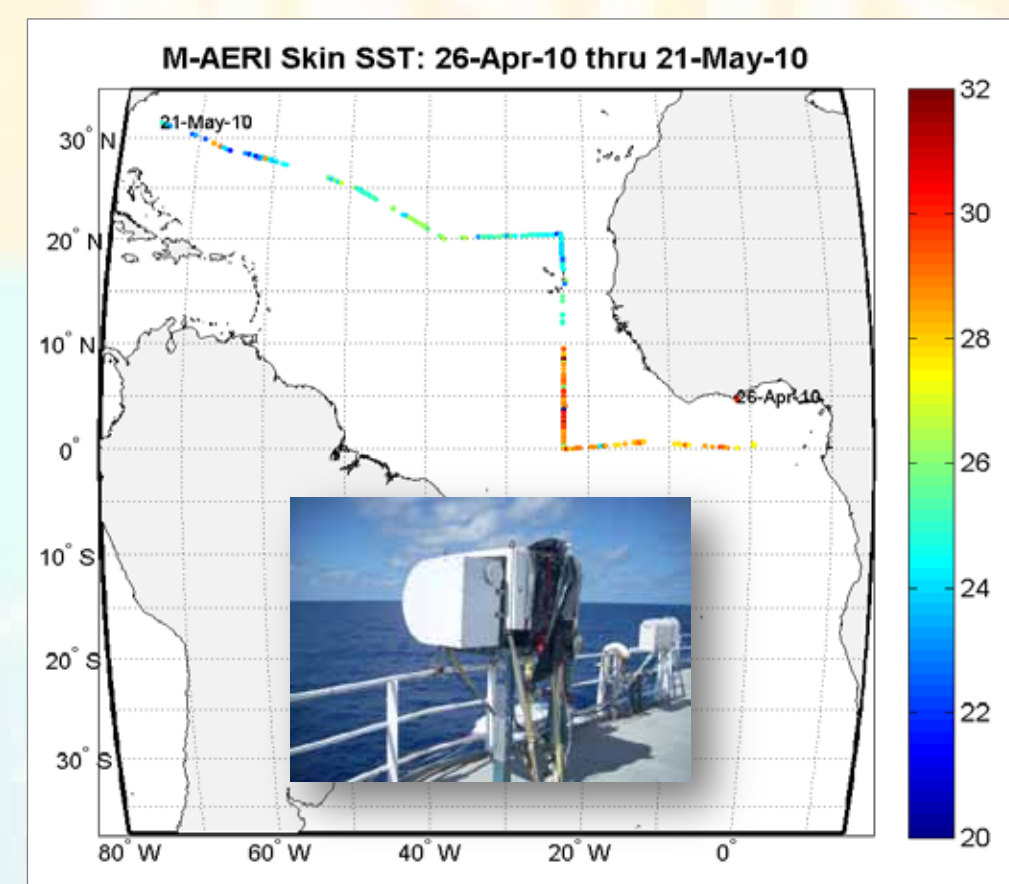 M-AERI Skin SST: 26-Apr-10 thru 21-May-10
21-May-10
26-Apr-10
30° N
20° N
10° N
0°
10° S
20° S
30° S
80° W
60° W
40° W
20° W
0°
32
30
28
26
24
22
20